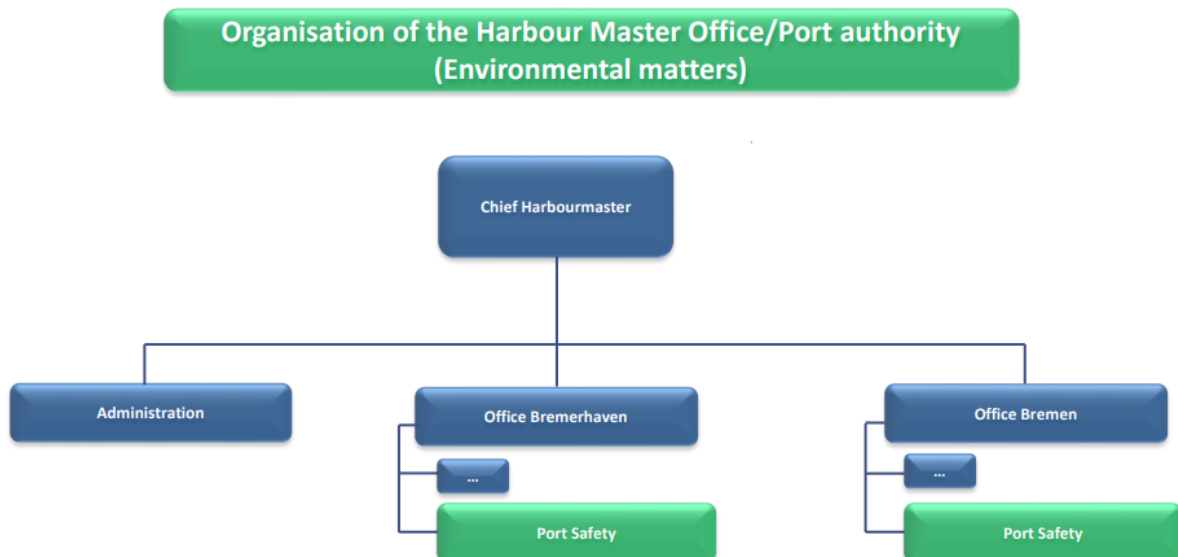 Organisation of the Harbour Master Office/Port authority
(Environmental matters)
Chief Harbourmaster
Administration
Office Bremerhaven
Office Bremen
...
...
Port Safety
Port Safety